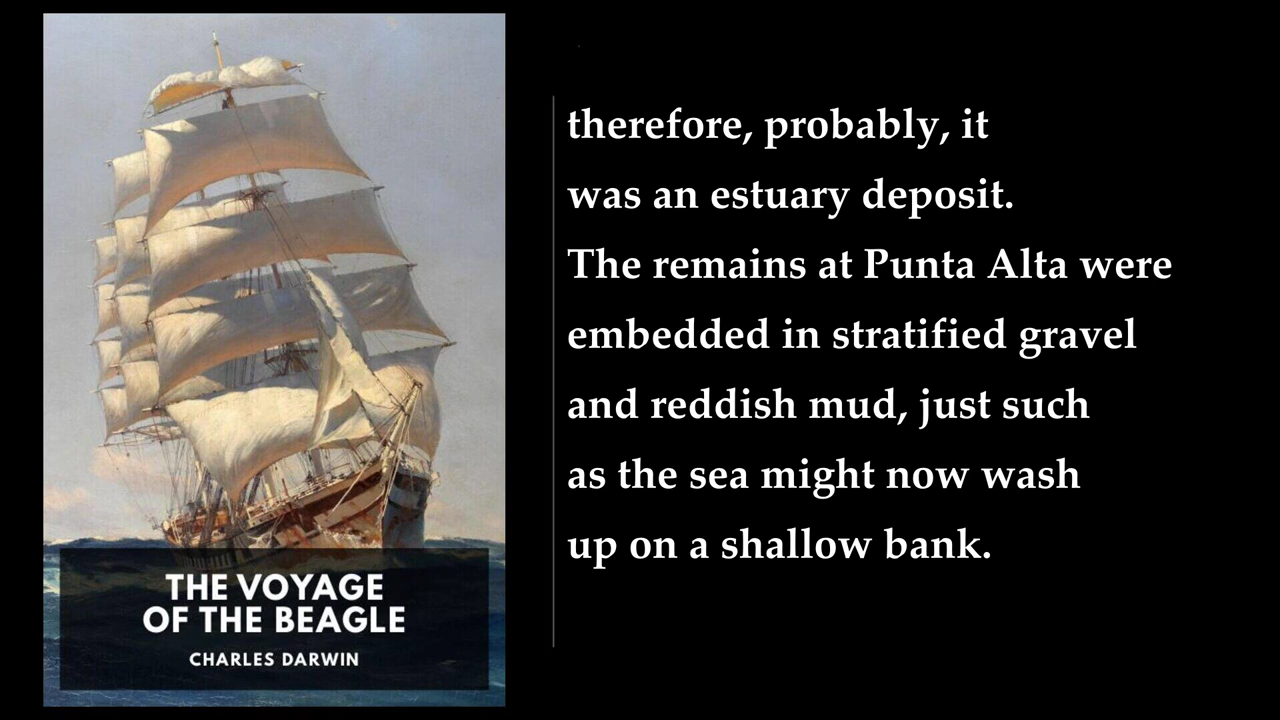 THE VOYAGE
OF THE BEAGLE
CHARLES DARWIN
therefore, probably, it
was an estuary deposit.
The remains at Punta Alta were
embedded in stratified gravel
and reddish mud, just such
as the sea might now wash
up on a shallow bank.